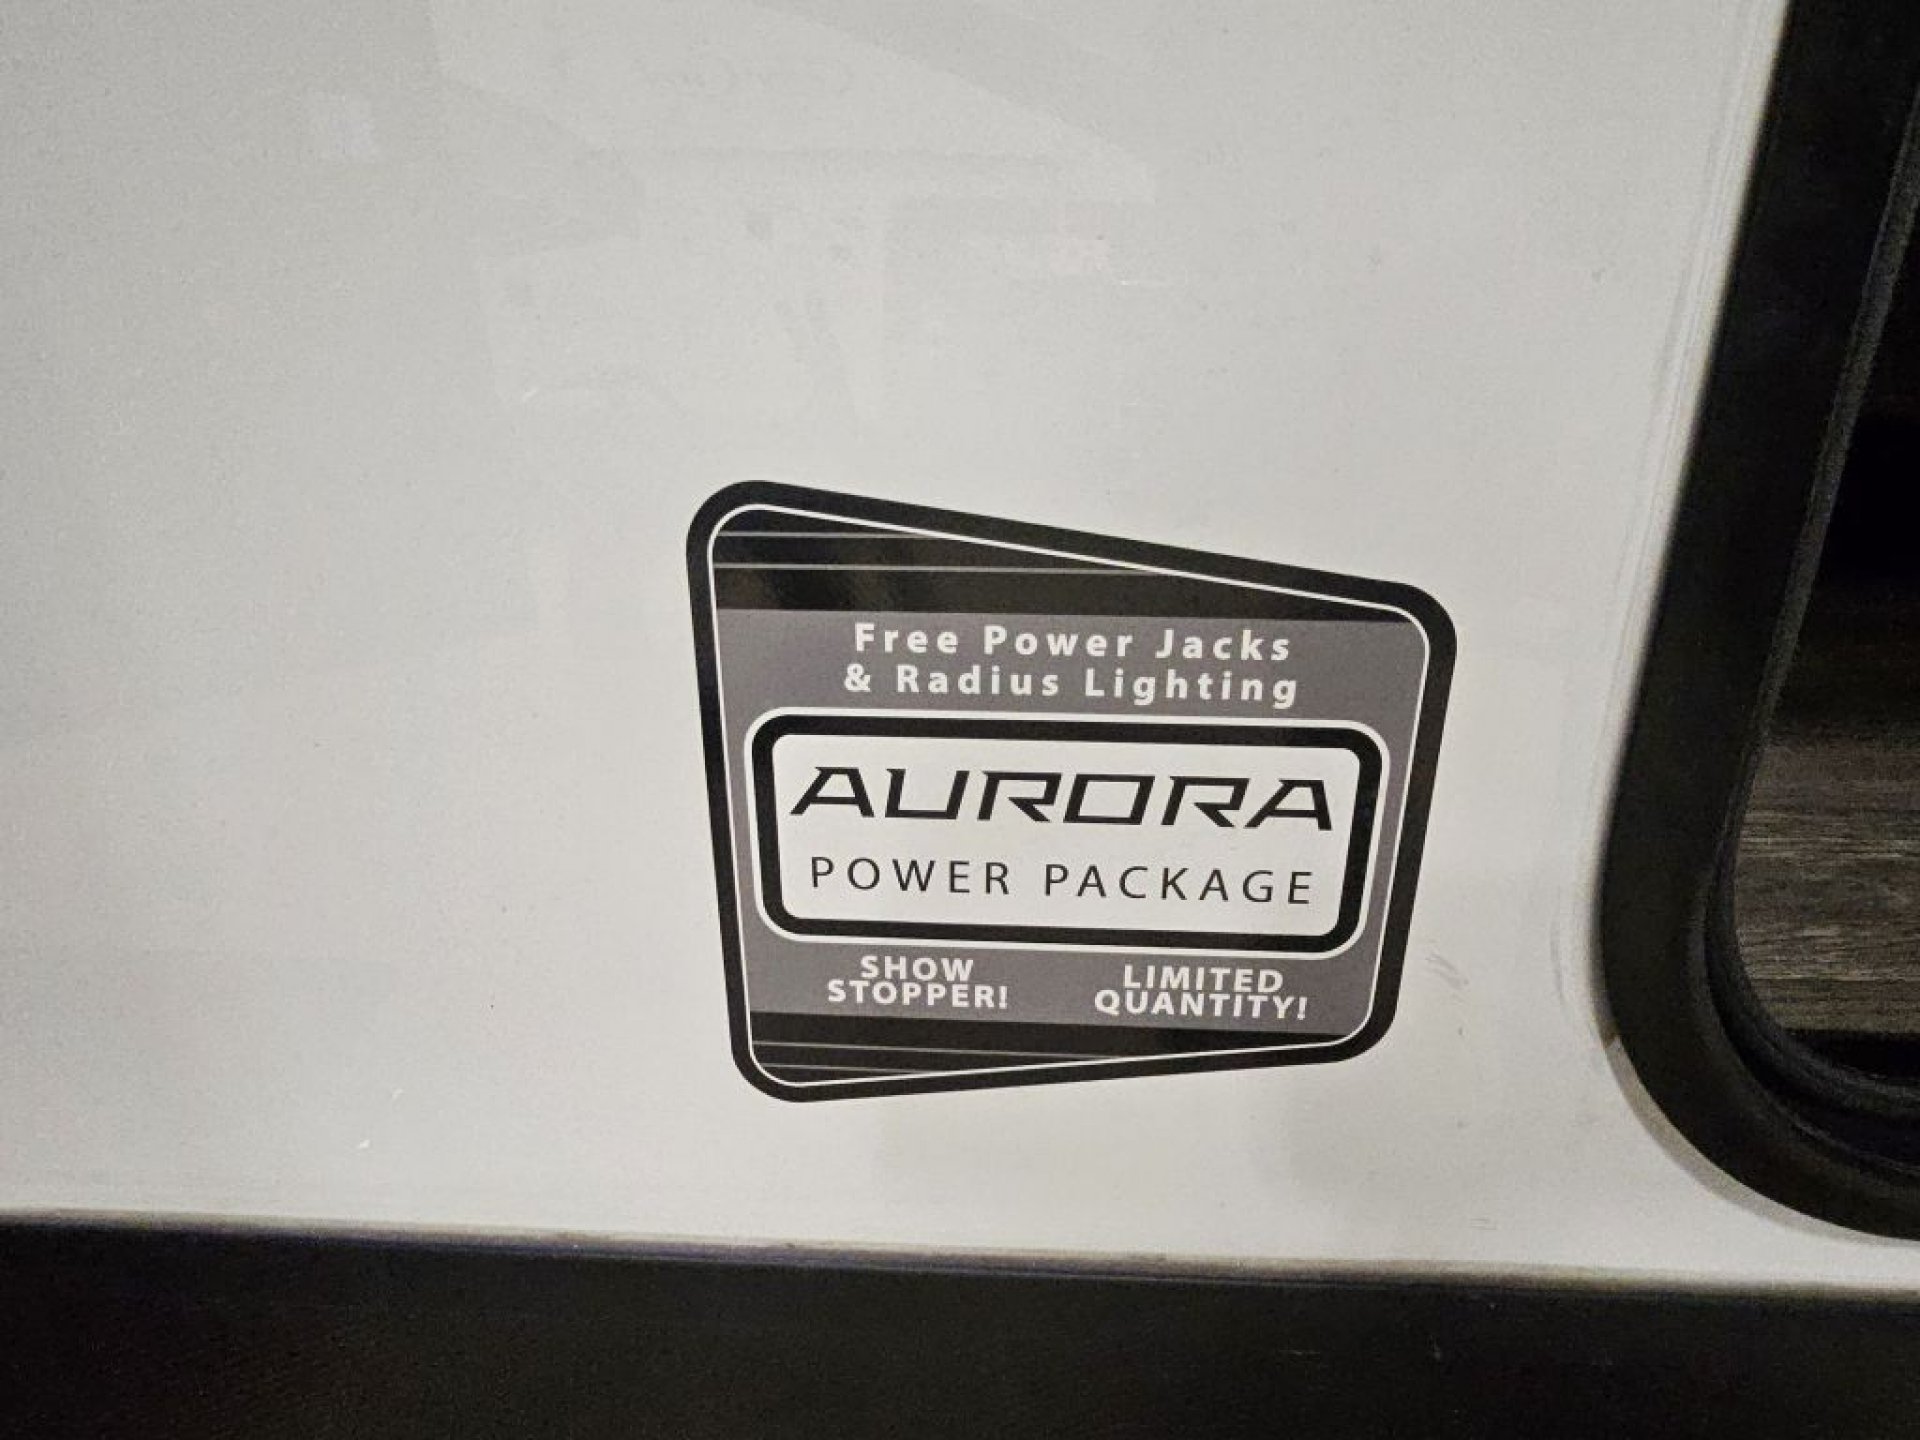 Free Power Jacks
& Radius Lighting
AURORA
POWER PACKAGE
SHOW
STOPPER!
LIMITED
QUANTITY!